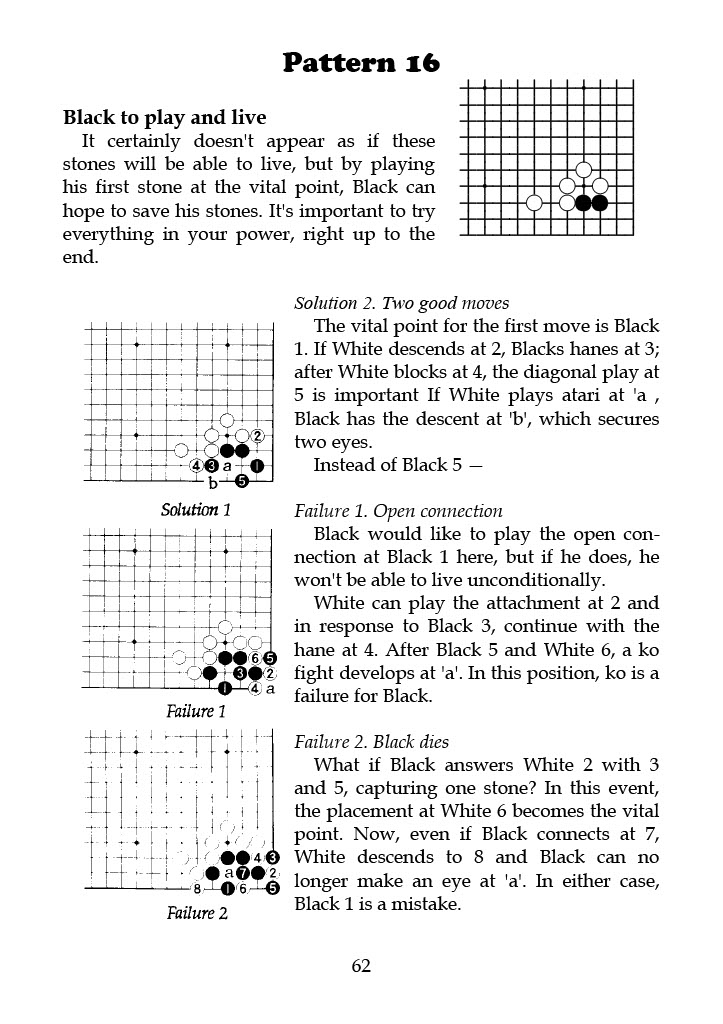 Pattern 16
Black to play and live
It certainly doesn't appear as if these
stones will be able to live, but by playing
his first stone at the vital point, Black can
hope to save his stones. It's important to try
everything in your power, right up to the
end.
Solution 2. Two good moves
The vital point for the first move is Black
1. If White descends at 2, Blacks hanes at 3;
after White blocks at 4, the diagonal play at
5 is important If White plays atari at 'a ,
Black has the descent at 'b', which secures
two eyes.
Instead of Black 5 —
2
4 3 a 1
b 5
Solution 1
Failure 1. Open connection
Black would like to play the open con-
nection at Black 1 here, but if he does, he
won't be able to live unconditionally.
White can play the attachment at 2 and
in response to Black 3, continue with the
hane at 4. After Black 5 and White 6, a ko
fight develops at 'a'. In this position, ko is a
failure for Black.
6 5
3 2
1 4 a
Failure 1
Failure 2. Black dies
What if Black answers White 2 with 3
and 5, capturing one stone? In this event,
the placement at White 6 becomes the vital
point. Now, even if Black connects at 7,
White descends to 8 and Black can no
longer make an eye at 'a'. In either case,
Black 1 is a mistake.
4 3
a 7 2
8 1 6 5
Failure 2
62